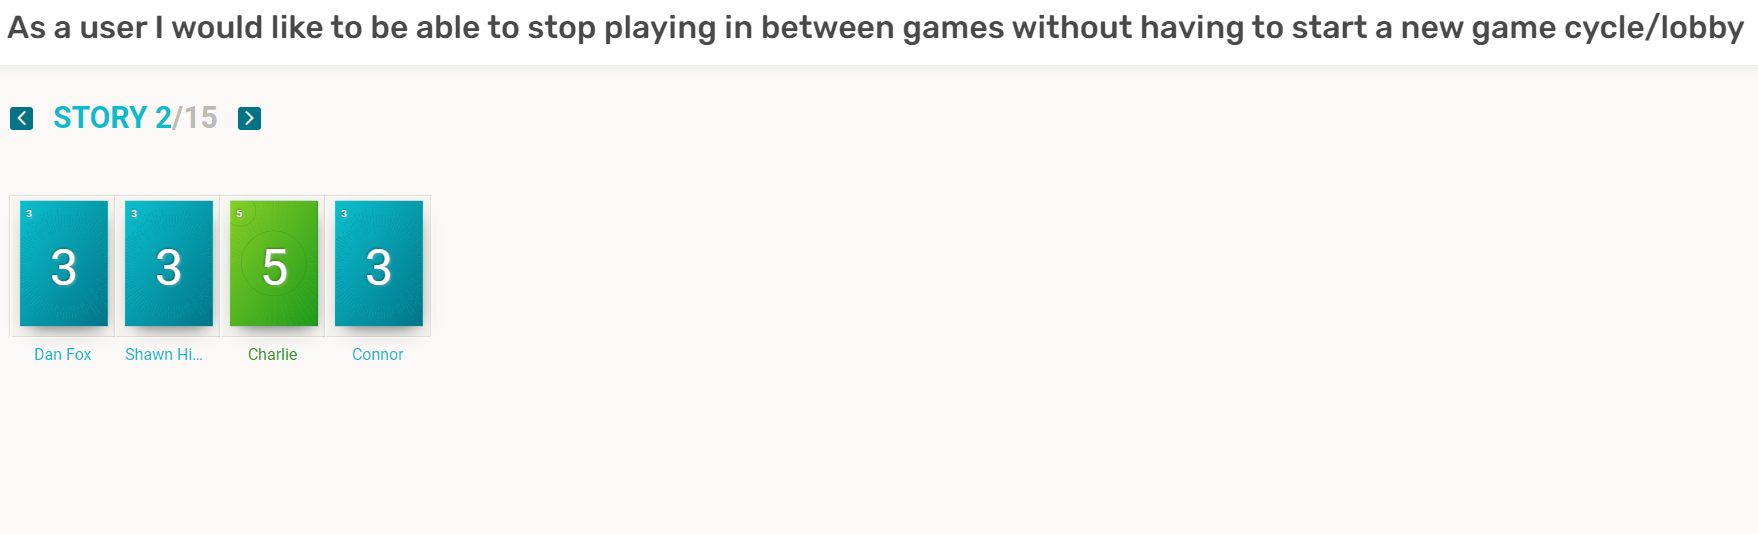 As a user I would like to be able to stop playing in between games without having to start a new game cycle/lobby
STORY 2/15
3 3 5 3
3 3 5 3
Dan Fox Shawn Hi... Charlie Connor